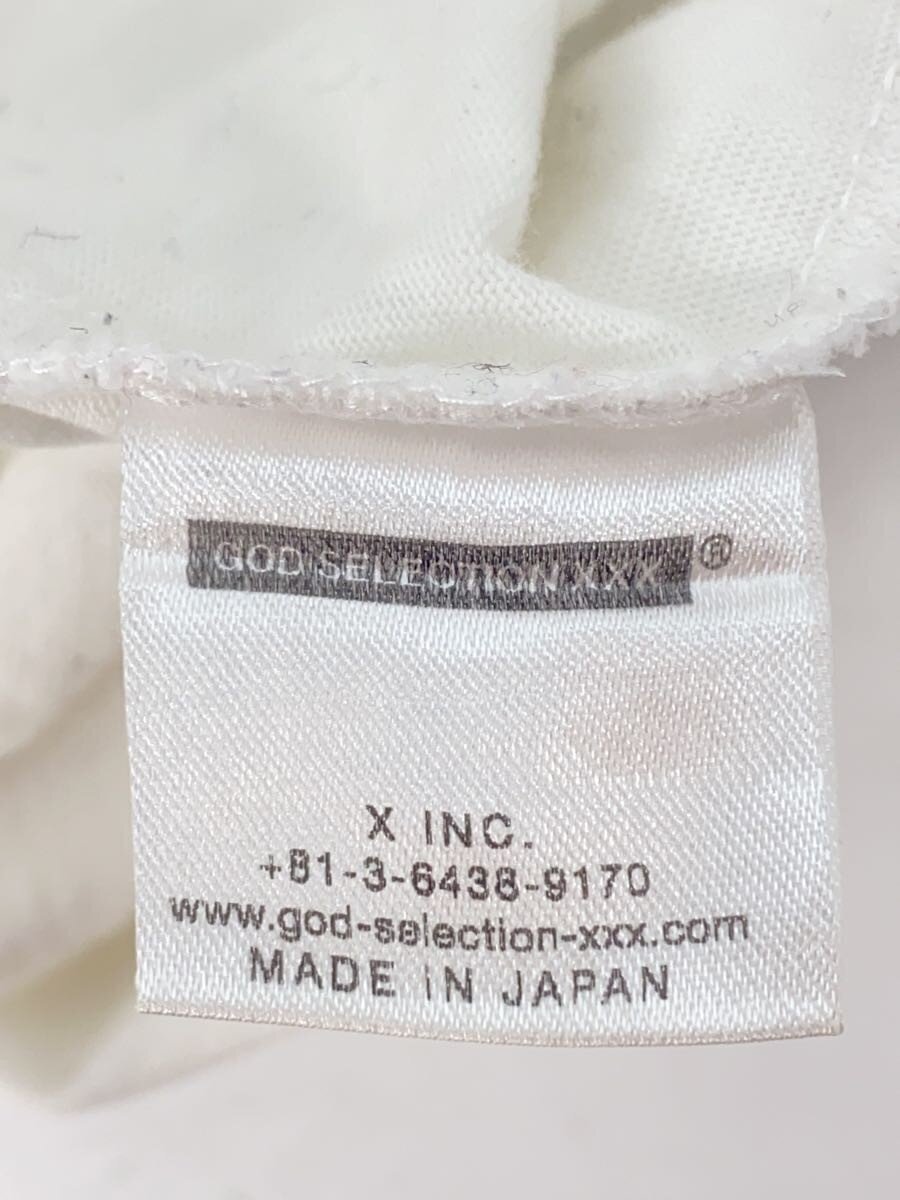 GOD SELECTION XXX ®
X INC.
+81-3-6438-9170
www.god-selection-xxx.com
MADE IN JAPAN